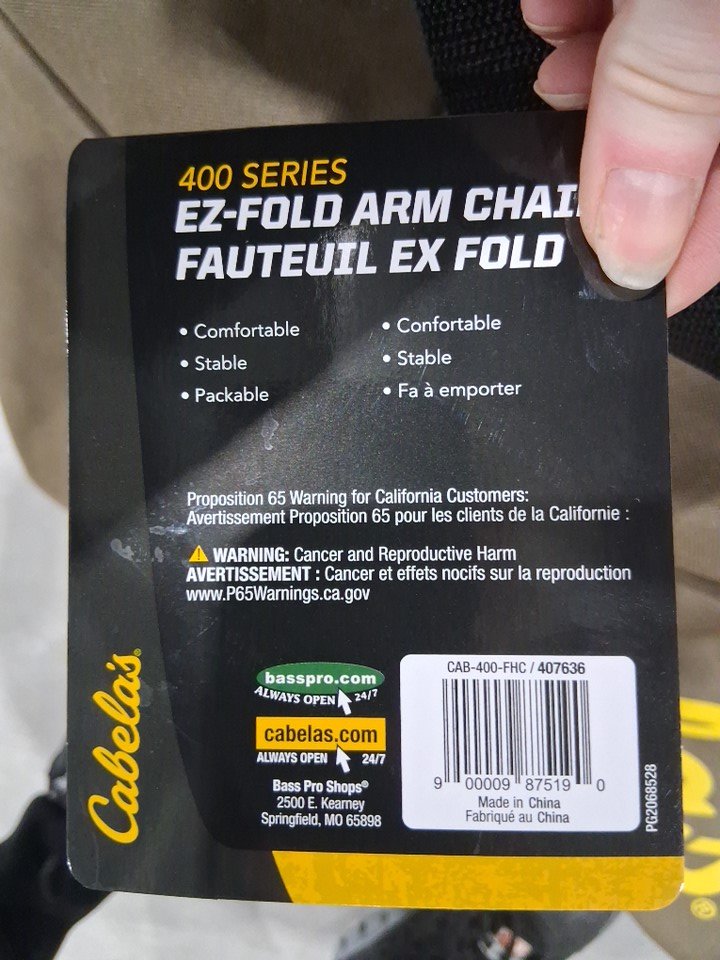 400 SERIES
EZ-FOLD ARM
FAUTEUIL EX FOLD
• Comfortable
• Stable
• Packable
• Confortable
• Stable
• Fa à emporter
Proposition 65 Warning for California Customers:
Avertissement Proposition 65 pour les clients de la Californie :
WARNING: Cancer and Reproductive Harm
AVERTISSEMENT : Cancer et effets nocifs sur la reproduction
www.P65Warnings.ca.gov
Cabela's®
basspro.com
ALWAYS OPEN 24/7
cabelas.com
ALWAYS OPEN 24/7
Bass Pro Shops®
2500 E. Kearney
Springfield, MO 65898
CAB-400-FHC / 407636
9 00009 87519 0
Made in China
Fabriqué au China
PG2068528